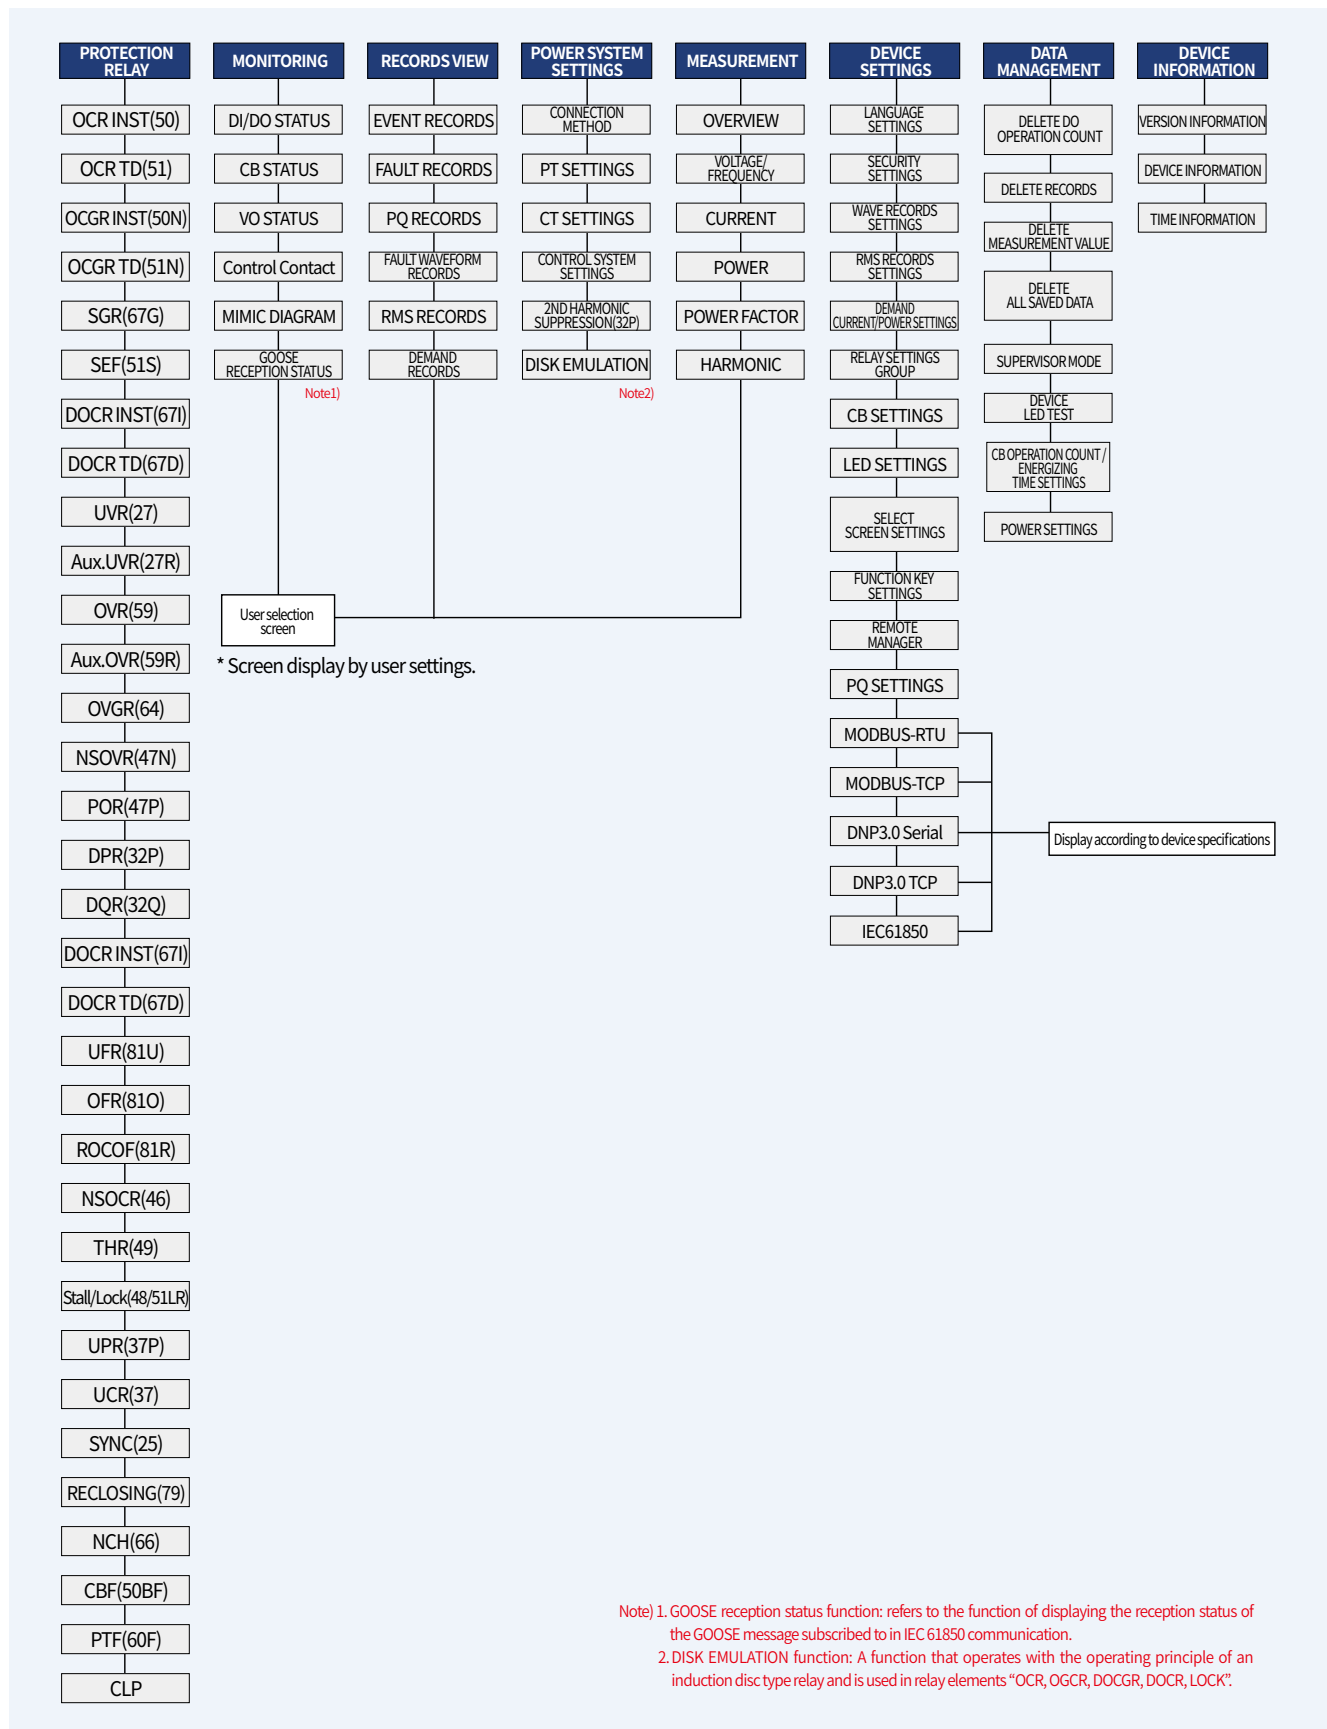 PROTECTION
RELAY
OCR INST(50)
OCR TD(51)
OCGR INST(50N)
OCGR TD(51N)
SGR(67G)
SEF(51S)
DOCR INST(67I)
DOCR TD(67D)
UVR(27)
Aux.UVR(27R)
OVR(59)
Aux.OVR(59R)
OVGR(64)
NSOVR(47N)
POR(47P)
DPR(32P)
DQR(32Q)
DOCR INST(67I)
DOCR TD(67D)
UFR(81U)
OFR(81O)
ROCOF(81R)
NSOCR(46)
THR(49)
Stall/Lock(48/51LR)
UPR(37P)
UCR(37)
SYNC(25)
RECLOSING(79)
NCH(66)
CBF(50BF)
PTF(60F)
CLP
MONITORING
DI/DO STATUS
CB STATUS
VO STATUS
Control Contact
MIMIC DIAGRAM
GOOSE
RECEPTION STATUS
Note1)
User selection
screen
* Screen display by user settings.
RECORDS VIEW
EVENT RECORDS
FAULT RECORDS
PQ RECORDS
FAULT WAVEFORM
RECORDS
RMS RECORDS
DEMAND
RECORDS
POWER SYSTEM
SETTINGS
CONNECTION
METHOD
PT SETTINGS
CT SETTINGS
CONTROL SYSTEM
SETTINGS
2ND HARMONIC
SUPPRESSION(32P)
DISK EMULATION
Note2)
MEASUREMENT
OVERVIEW
VOLTAGE/
FREQUENCY
CURRENT
POWER
POWER FACTOR
HARMONIC
DEVICE
SETTINGS
LANGUAGE
SETTINGS
SECURITY
SETTINGS
WAVE RECORDS
SETTINGS
RMS RECORDS
SETTINGS
DEMAND
CURRENT/POWER SETTINGS
RELAY SETTINGS
GROUP
CB SETTINGS
LED SETTINGS
SELECT
SCREEN SETTINGS
FUNCTION KEY
SETTINGS
REMOTE
MANAGER
PQ SETTINGS
MODBUS-RTU
MODBUS-TCP
DNP3.0 Serial
DNP3.0 TCP
IEC61850
Display according to device specifications
DATA
MANAGEMENT
DELETE DO
OPERATION COUNT
DELETE RECORDS
DELETE
MEASUREMENT VALUE
DELETE
ALL SAVED DATA
SUPERVISOR MODE
DEVICE
LED TEST
CB OPERATION COUNT /
ENERGIZING
TIME SETTINGS
POWER SETTINGS
DEVICE
INFORMATION
VERSION INFORMATION
DEVICE INFORMATION
TIME INFORMATION
Note) 1. GOOSE reception status function: refers to the function of displaying the reception status of
the GOOSE message subscribed to in IEC 61850 communication.
2. DISK EMULATION function: A function that operates with the operating principle of an
induction disc type relay and is used in relay elements “OCR, OGCR, DOCGR, DOCR, LOCK”.